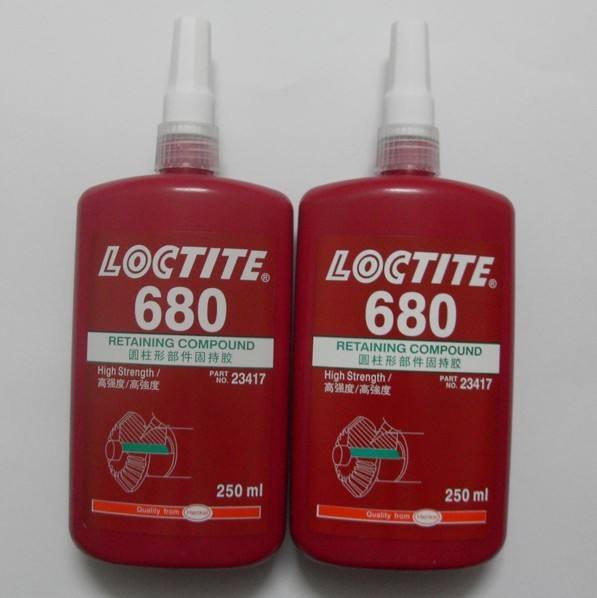 LOCTITE®
680
RETAINING COMPOUND
圆柱形部件固持胶
High Strength /
高强度/高強度
PART NO. 23417
250 ml
Quality from Henkel
LOCTITE®
680
RETAINING COMPOUND
圆柱形部件固持胶
High Strength /
高强度/高強度
PART NO. 23417
250 ml
Quality from Henkel